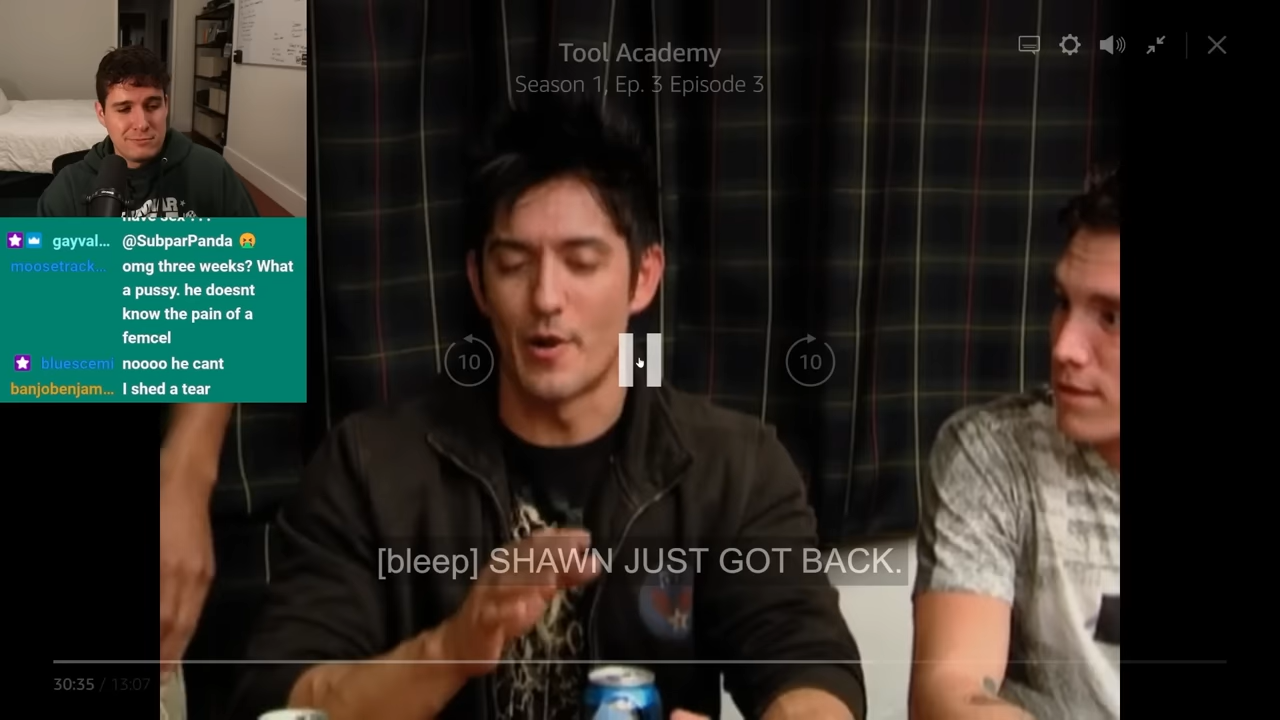 Tool Academy
Season 1, Ep. 3 Episode 3
have sex???
gayval... @SubparPanda
moosetrack... omg three weeks? What
a pussy. he doesnt
know the pain of a
femcel
bluescemi noooo he cant
banjobenjam... I shed a tear
10
10
[bleep] SHAWN JUST GOT BACK.
30:35 / 13:07